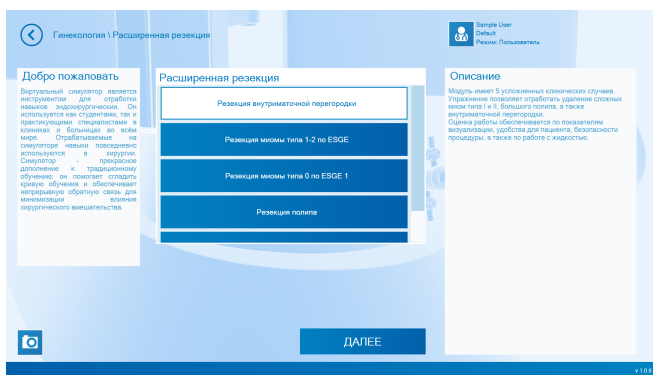 Гинекология \ Расширенная резекция
Sample User
Default
Режим: Пользователь
Добро пожаловать
Виртуальный симулятор является
инструментом для отработки
навыков эндохирургически. Он
используется как студентами, так и
практикующими специалистами в
клиниках и больницах во всём
мире. Отрабатываемые на
симуляторе навыки повседневно
используются в хирургии.
Симулятор - прекрасное
дополнение к традиционному
обучению: он помогает сгладить
кривую обучения и обеспечивает
непрерывную обратную связь для
минимизации влияния
хирургического вмешательства.
Расширенная резекция
Резекция внутриматочной перегородки
Резекция миомы типа 1-2 по ESGE
Резекция миомы типа 0 по ESGE 1
Резекция полипа
Описание
Модуль имеет 5 усложненных клинических случаев.
Упражнение позволяет отработать удаление сложных
миом типа I и II, большого полипа, а также
внутриматочной перегородки.
Оценка работы обеспечивается по показателям
визуализации, удобства для пациента, безопасности
процедуры, а также по работе с жидкостью.
ДАЛЕЕ
v 1.0.8